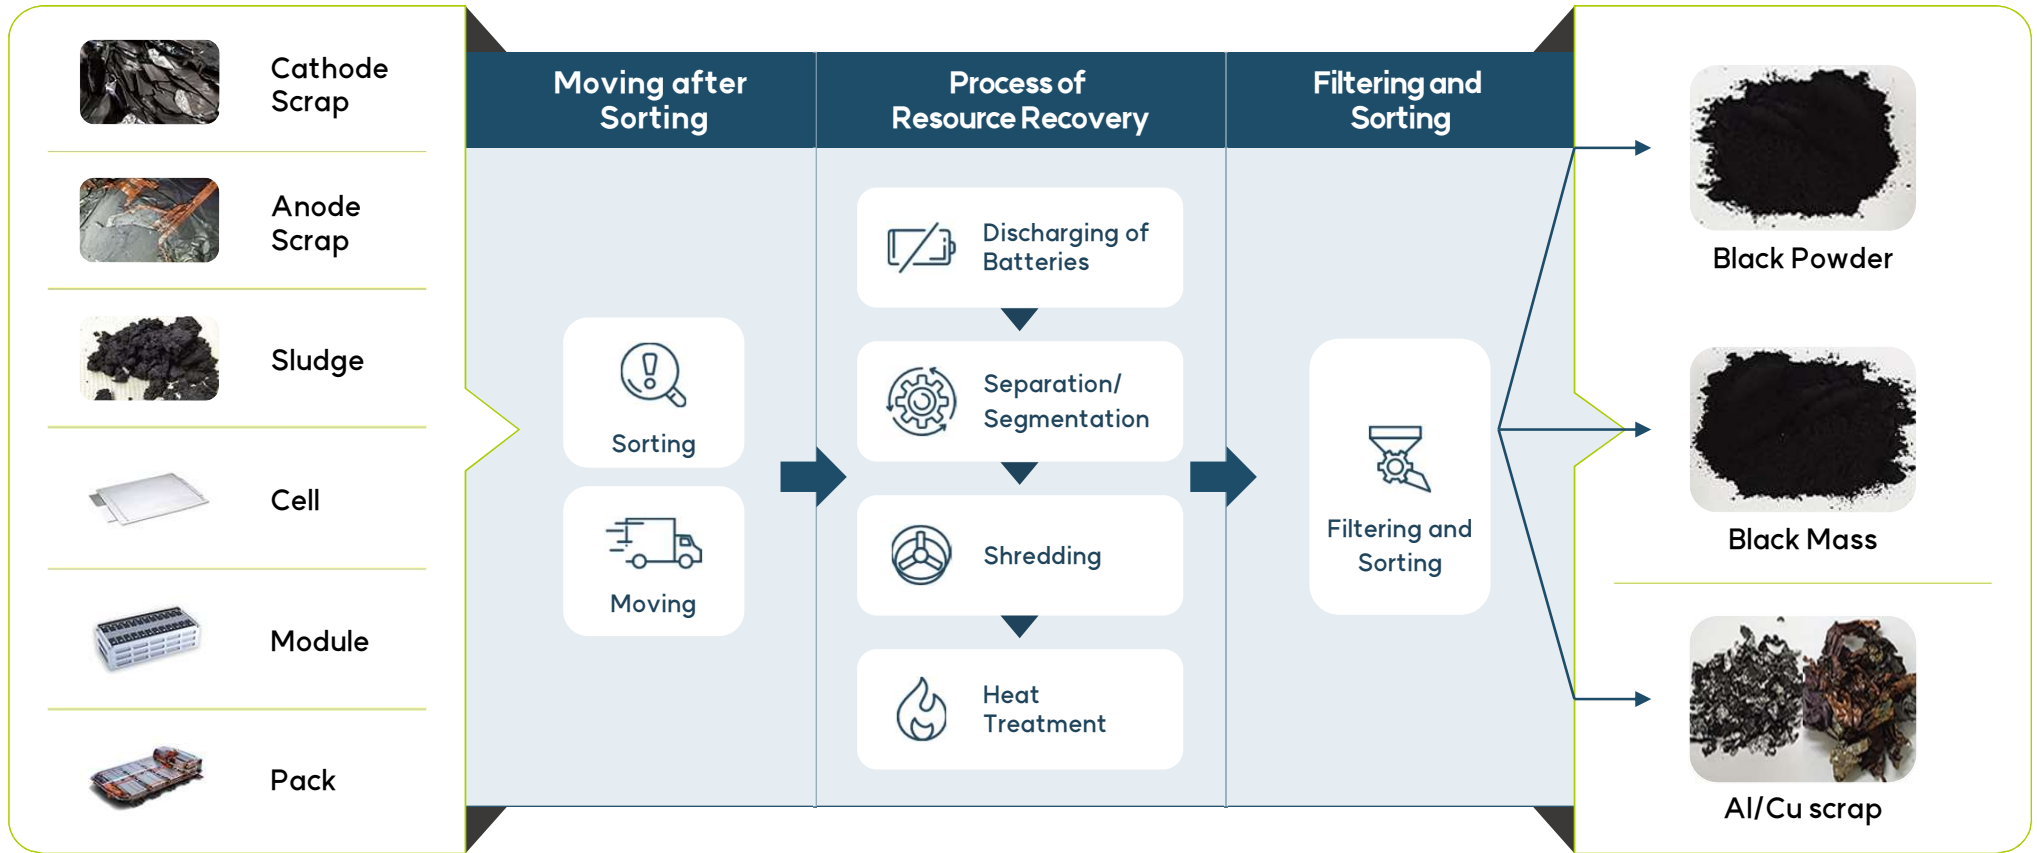 Cathode
Scrap
Anode
Scrap
Sludge
Cell
Module
Pack
Moving after
Sorting
Sorting
Moving
Process of
Resource Recovery
Discharging of
Batteries
Separation/
Segmentation
Shredding
Heat
Treatment
Filtering and
Sorting
Filtering and
Sorting
Black Powder
Black Mass
Al/Cu scrap